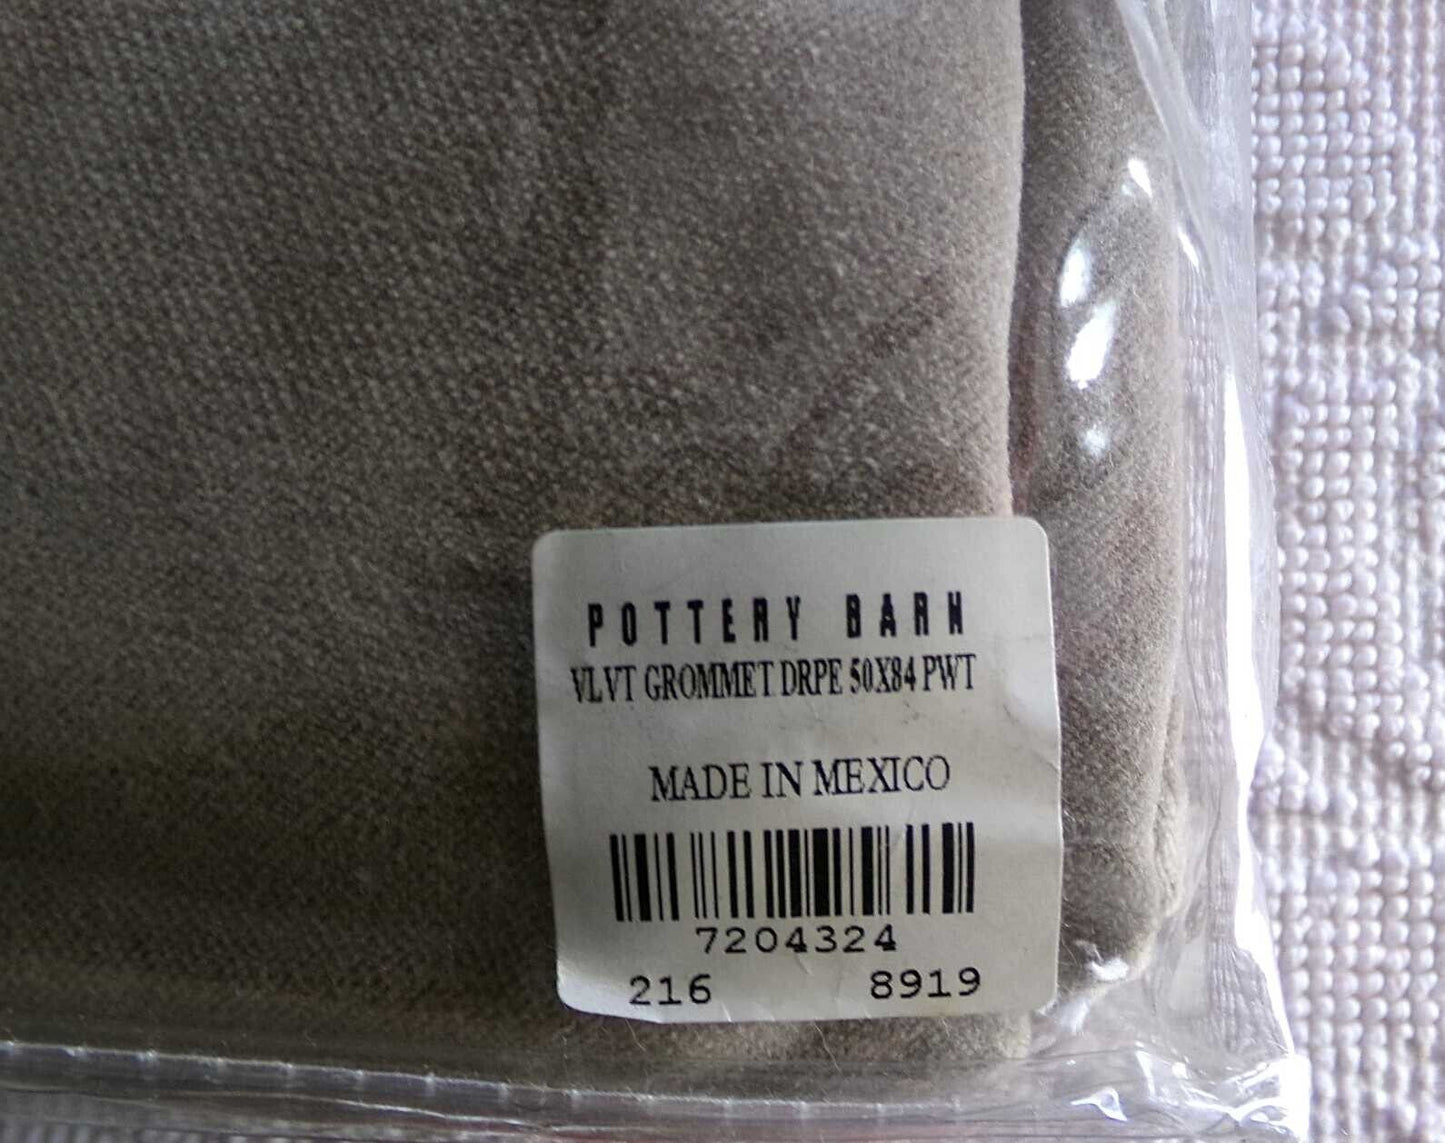 POTTERY BARN
VLVT GROMMET DRPE 50X84 PWT
MADE IN MEXICO
7204324
216 8919